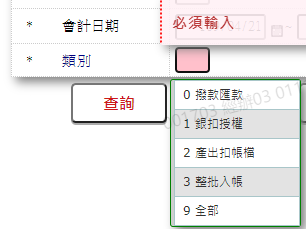 * 會計日期
必須輸入
* 類別
查詢
0 撥款匯款
1 銀扣授權
2 產出扣帳檔
3 整批入帳
9 全部